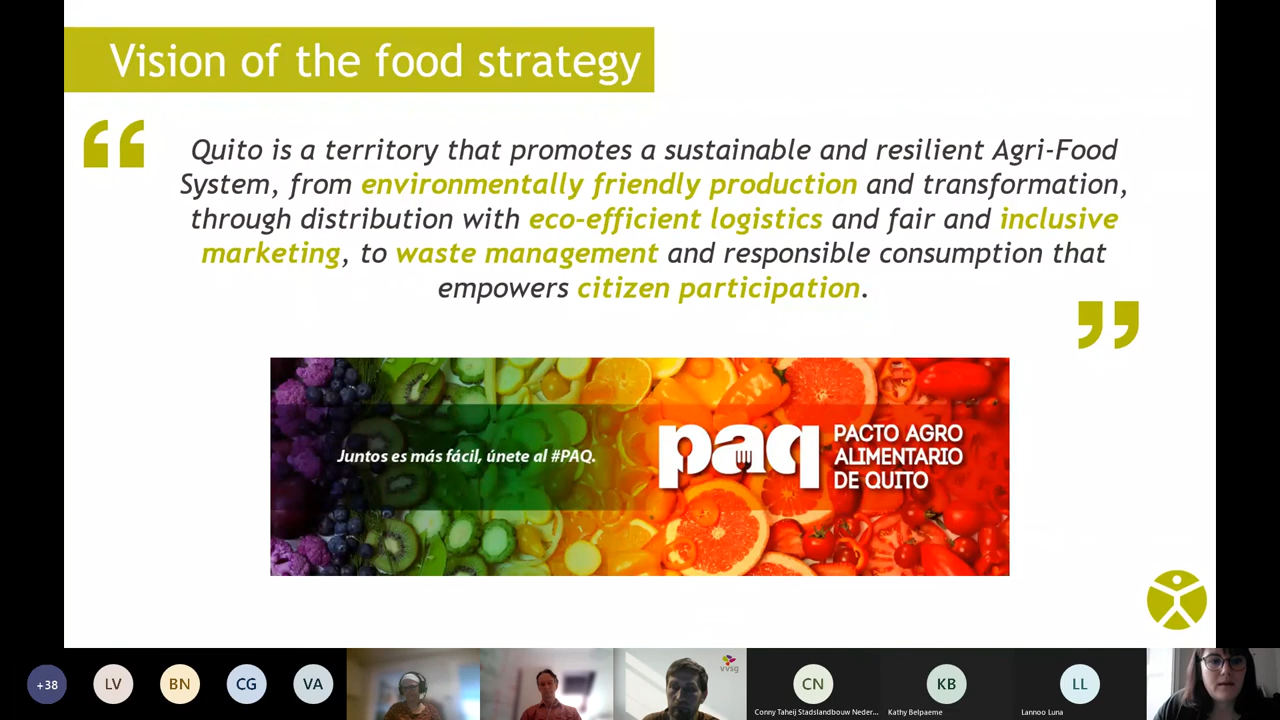 Vision of the food strategy
“
Quito is a territory that promotes a sustainable and resilient Agri-Food
System, from environmentally friendly production and transformation,
through distribution with eco-efficient logistics and fair and inclusive
marketing, to waste management and responsible consumption that
empowers citizen participation.
”
Juntos es más fácil, únete al #PAQ.
paq
PACTO AGRO
ALIMENTARIO
DE QUITO
+38
LV
BN
CG
VA
vvsg
CN
KB
LL
Conny Taheij Stadslandbouw Neder...
Kathy Belpaeme
Lannoo Luna